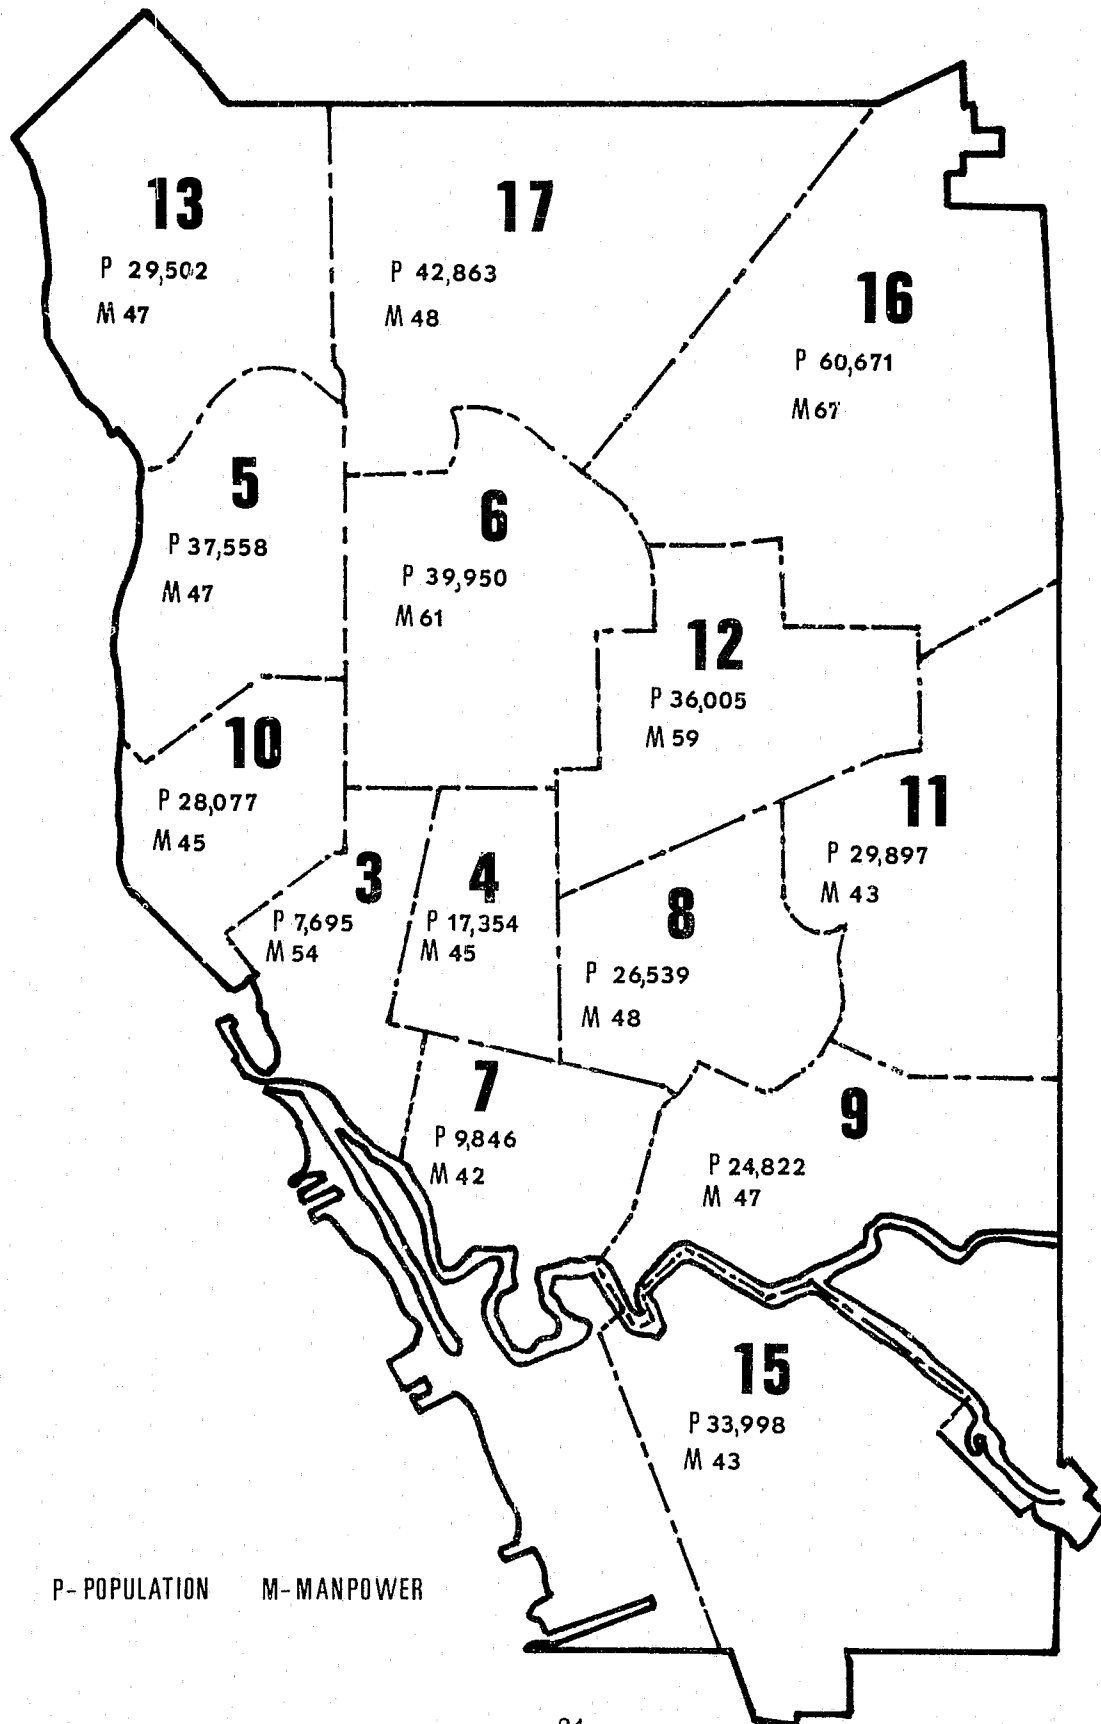 13
P 29,502
M 47
17
P 42,863
M 48
16
P 60,671
M 67
5
P 37,558
M 47
6
P 39,950
M 61
12
P 36,005
M 59
10
P 28,077
M 45
11
P 29,897
M 43
3
P 7,695
M 54
4
P 17,354
M 45
8
P 26,539
M 48
7
P 9,846
M 42
9
P 24,822
M 47
15
P 33,998
M 43
P-POPULATION M-MANPOWER